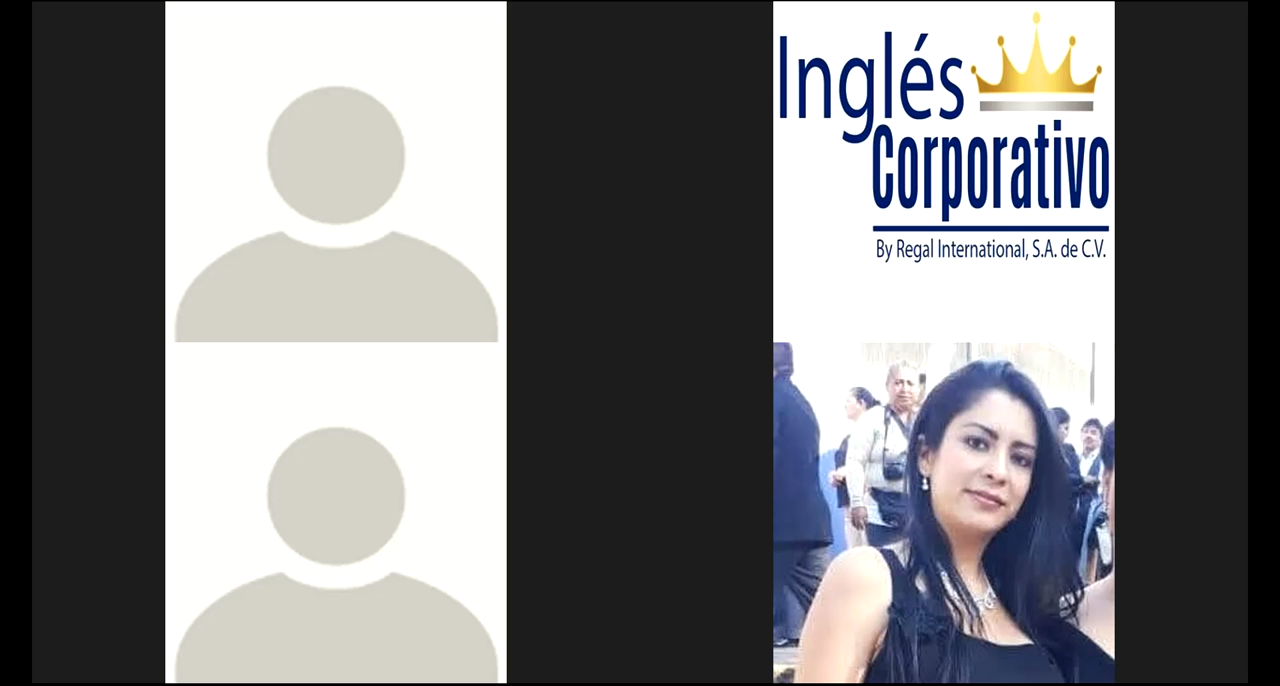 Inglés
Corporativo
By Regal International, S.A. de C.V.